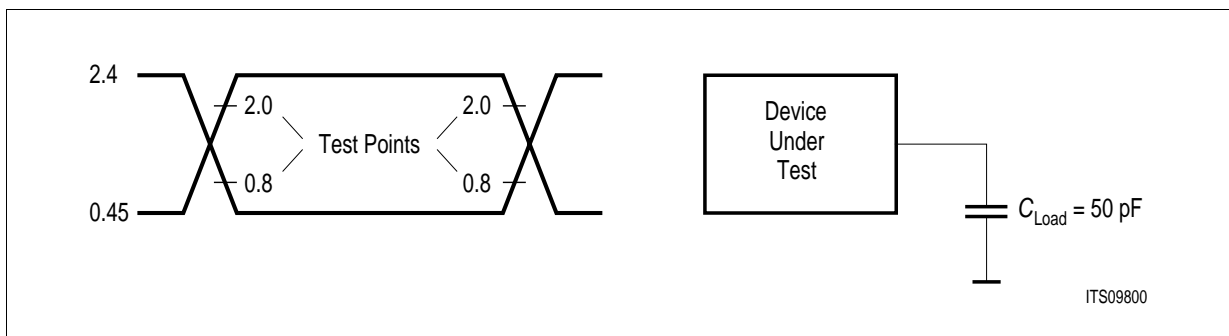 2.4
2.0
2.0
Test Points
0.8
0.8
0.45
Device
Under
Test
C Load = 50 pF
ITS09800